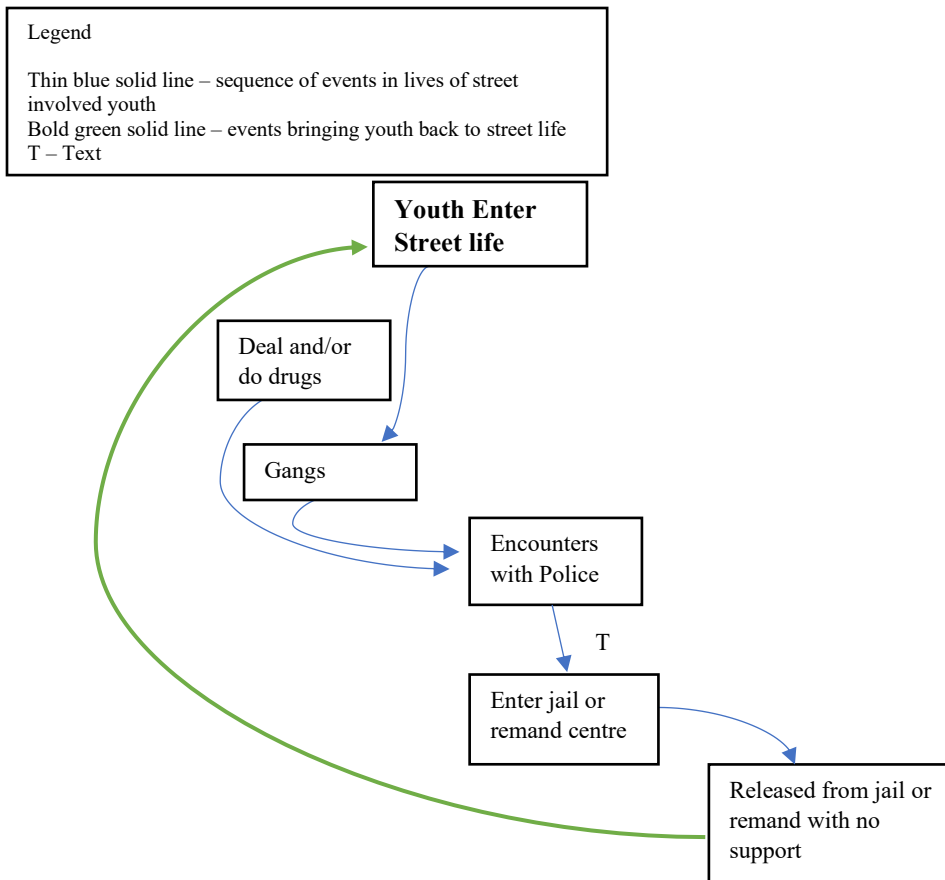 Legend
Thin blue solid line – sequence of events in lives of street
involved youth
Bold green solid line – events bringing youth back to street life
T – Text
Youth Enter
Street life
Deal and/or
do drugs
Gangs
Encounters
with Police
T
Enter jail or
remand centre
Released from jail or
remand with no
support